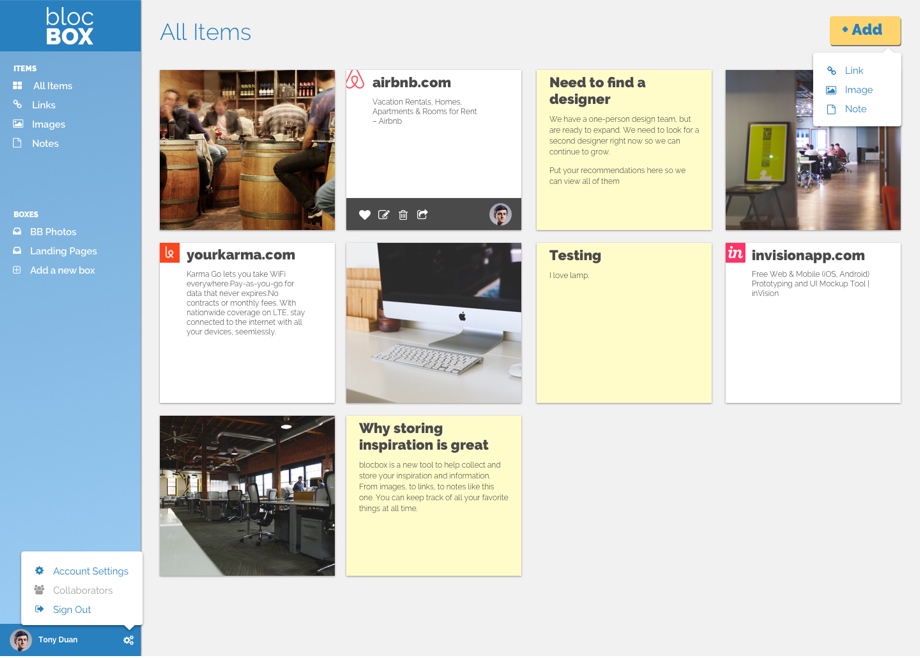 bloc
BOX
ITEMS
All Items
Links
Images
Notes
BOXES
BB Photos
Landing Pages
Add a new box
Account Settings
Collaborators
Sign Out
Tony Duan
All Items
+ Add
Link
Image
Note
airbnb.com
Vacation Rentals, Homes,
Apartments & Rooms for Rent
– Airbnb
Need to find a
designer
We have a one-person design team, but
are ready to expand. We need to look for a
second designer right now so we can
continue to grow.
Put your recommendations here so we
can view all of them
yourkarma.com
Karma Go lets you take WiFi
everywhere.Pay-as-you-go for
data that never expires.No
contracts or monthly fees. With
nationwide coverage on LTE, stay
connected to the internet with all
your devices, seemlessly.
Testing
I love lamp.
in
invisionapp.com
Free Web & Mobile (iOS, Android)
Prototyping and UI Mockup Tool |
inVision
Why storing
inspiration is great
blocbox is a new tool to help collect and
store your inspiration and information.
From images, to links, to notes like this
one. You can keep track of all your favorite
things at all time.